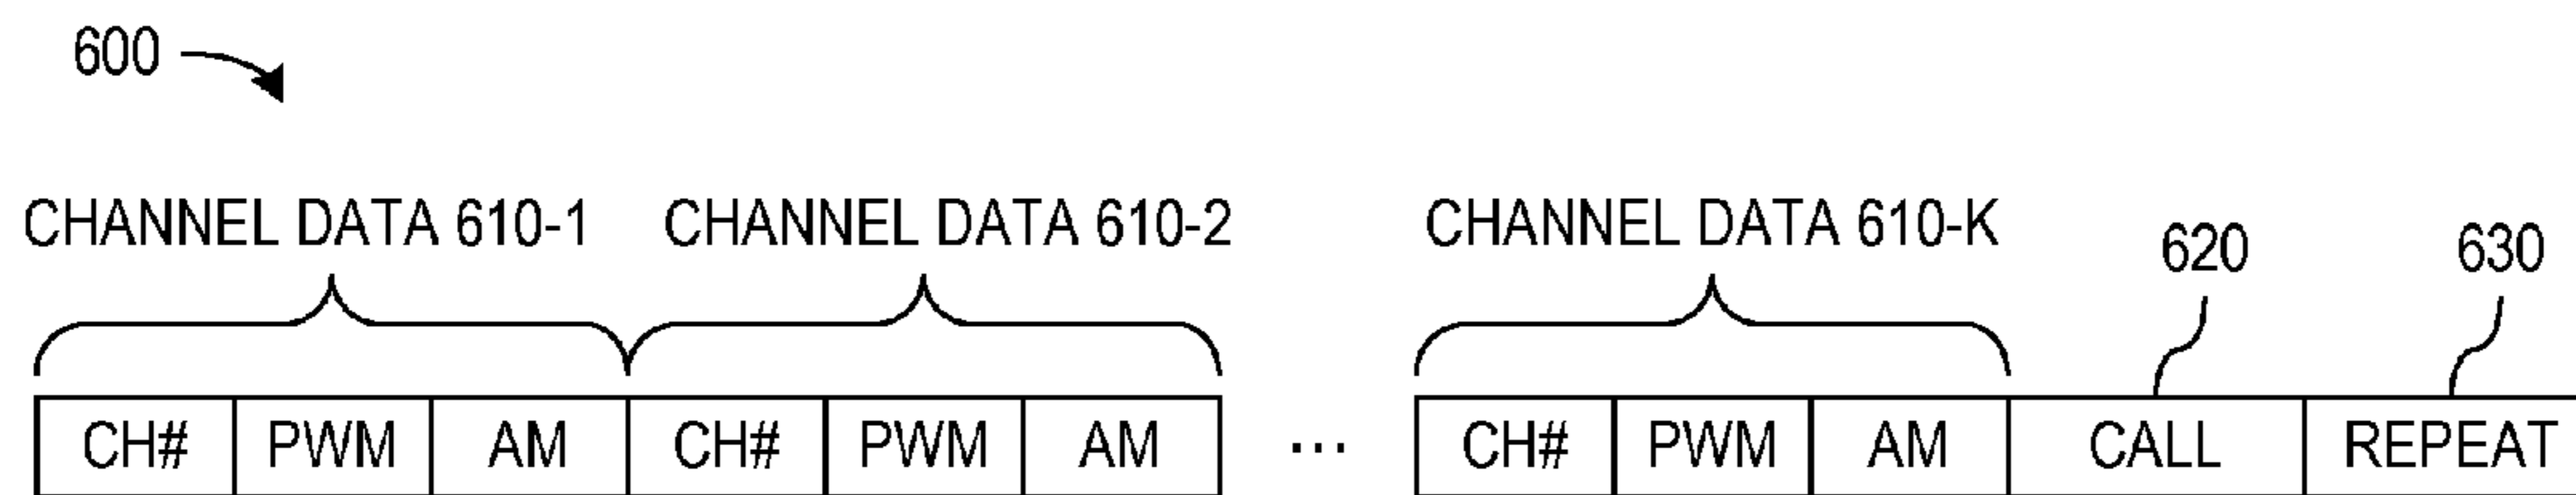 600
CHANNEL DATA 610-1 CHANNEL DATA 610-2 CHANNEL DATA 610-K 620 630
CH# PWM AM CH# PWM AM ... CH# PWM AM CALL REPEAT